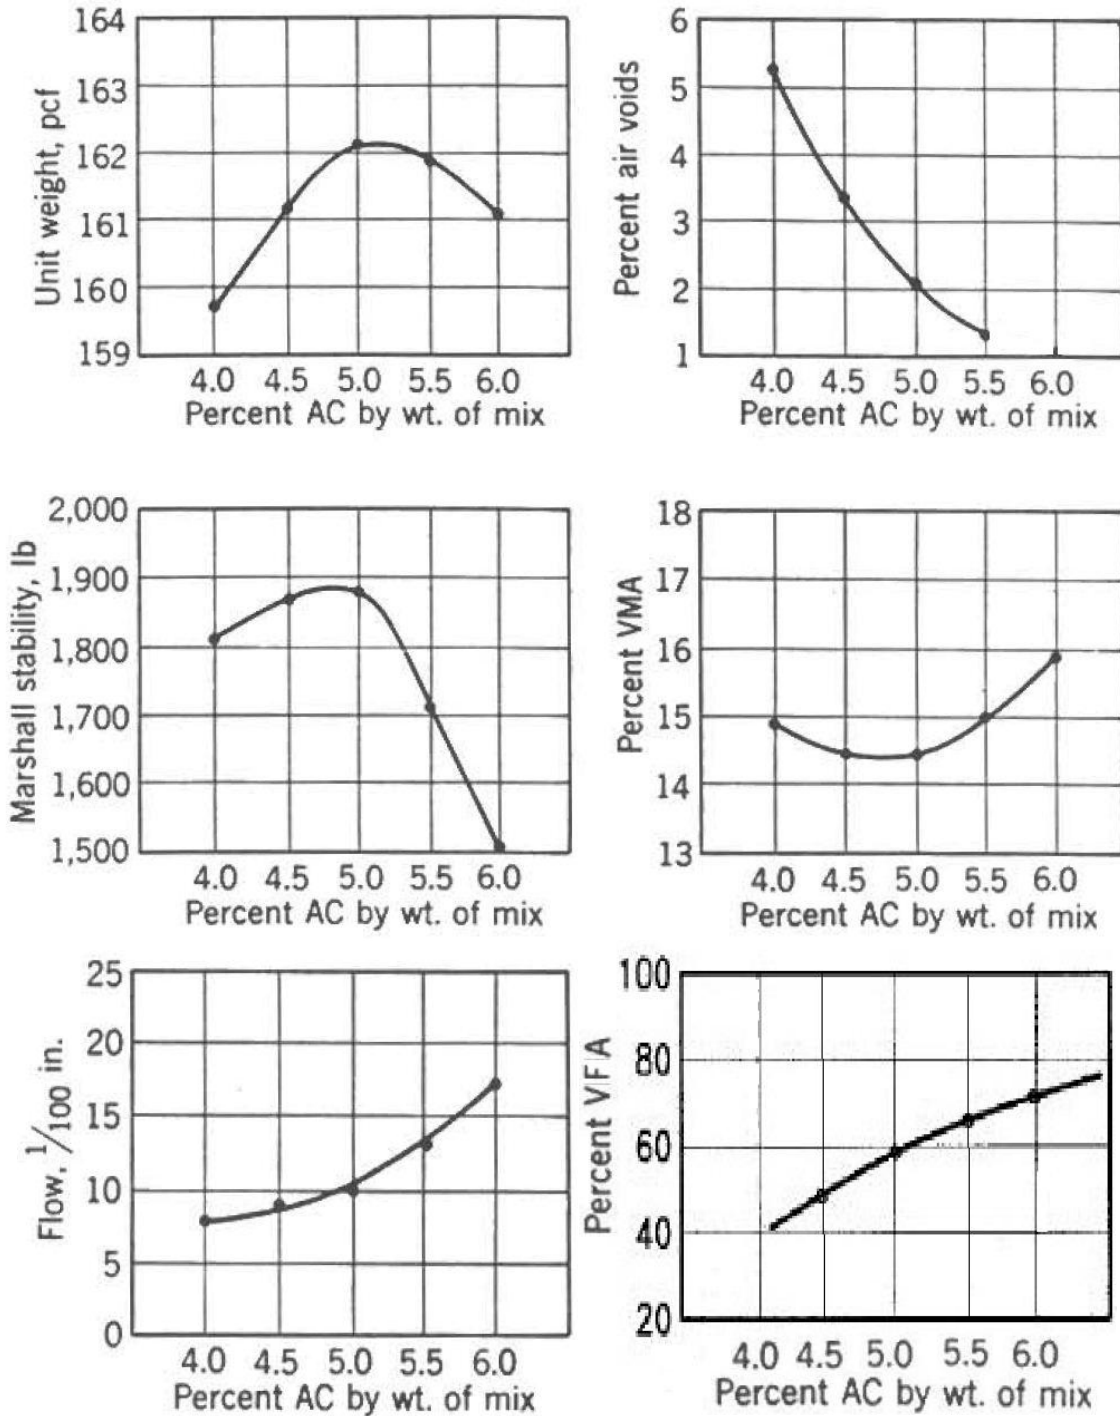 Unit weight, pcf
164
163
162
161
160
159
4.0 4.5 5.0 5.5 6.0
Percent AC by wt. of mix
Percent air voids
6
5
4
3
2
1
4.0 4.5 5.0 5.5 6.0
Percent AC by wt. of mix
Marshall stability, lb
2,000
1,900
1,800
1,700
1,600
1,500
4.0 4.5 5.0 5.5 6.0
Percent AC by wt. of mix
Percent VMA
18
17
16
15
14
13
4.0 4.5 5.0 5.5 6.0
Percent AC by wt. of mix
Flow, 1/100 in.
25
20
15
10
5
0
4.0 4.5 5.0 5.5 6.0
Percent AC by wt. of mix
Percent VFA
100
80
60
40
20
4.0 4.5 5.0 5.5 6.0
Percent AC by wt. of mix